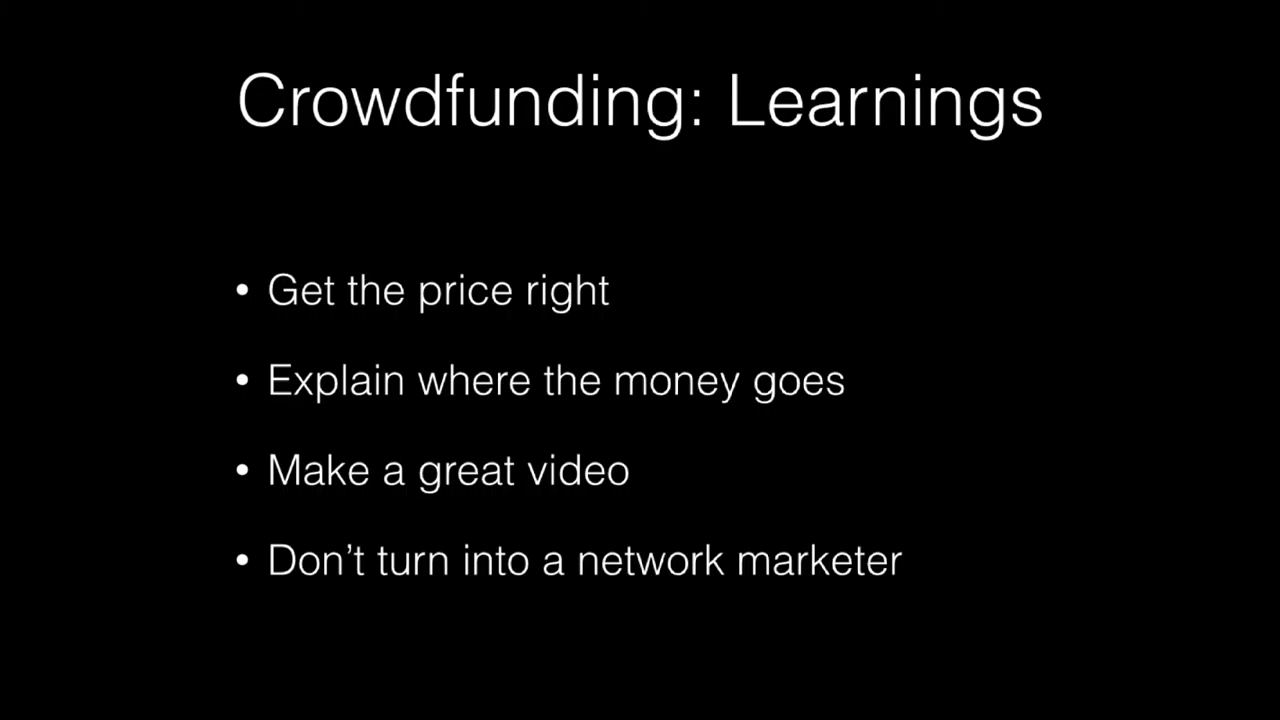 Crowdfunding: Learnings
• Get the price right
• Explain where the money goes
• Make a great video
• Don’t turn into a network marketer